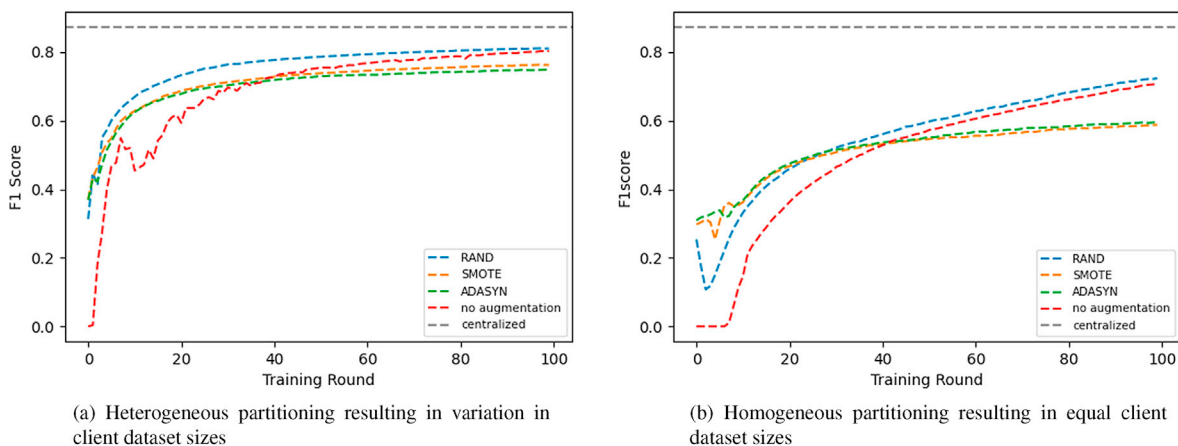 F1 Score
0.8
0.6
0.4
0.2
0.0
0 20 40 60 80 100
Training Round
RAND
SMOTE
ADASYN
no augmentation
centralized
(a) Heterogeneous partitioning resulting in variation in
client dataset sizes
F1score
0.8
0.6
0.4
0.2
0.0
0 20 40 60 80 100
Training Round
RAND
SMOTE
ADASYN
no augmentation
centralized
(b) Homogeneous partitioning resulting in equal client
dataset sizes